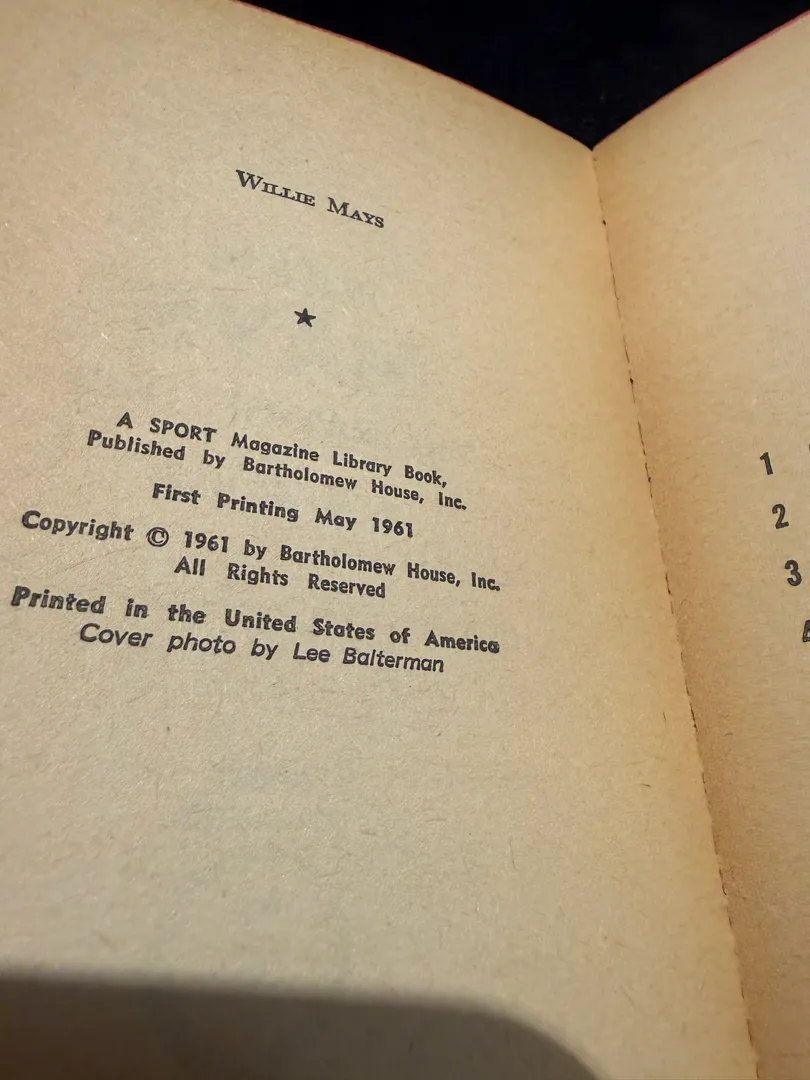 WILLIE MAYS
★
A SPORT Magazine Library Book,
Published by Bartholomew House, Inc.
First Printing May 1961
Copyright © 1961 by Bartholomew House, Inc.
All Rights Reserved
Printed in the United States of America
Cover photo by Lee Balterman
1
2
3